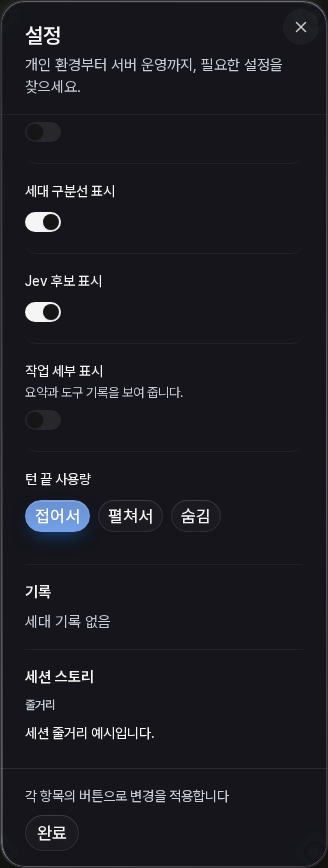 설정
개인 환경부터 서버 운영까지, 필요한 설정을
찾으세요.
세대 구분선 표시
Jev 후보 표시
작업 세부 표시
요약과 도구 기록을 보여 줍니다.
턴 끝 사용량
접어서 펼쳐서 숨김
기록
세대 기록 없음
세션 스토리
줄거리
세션 줄거리 예시입니다.
각 항목의 버튼으로 변경을 적용합니다
완료